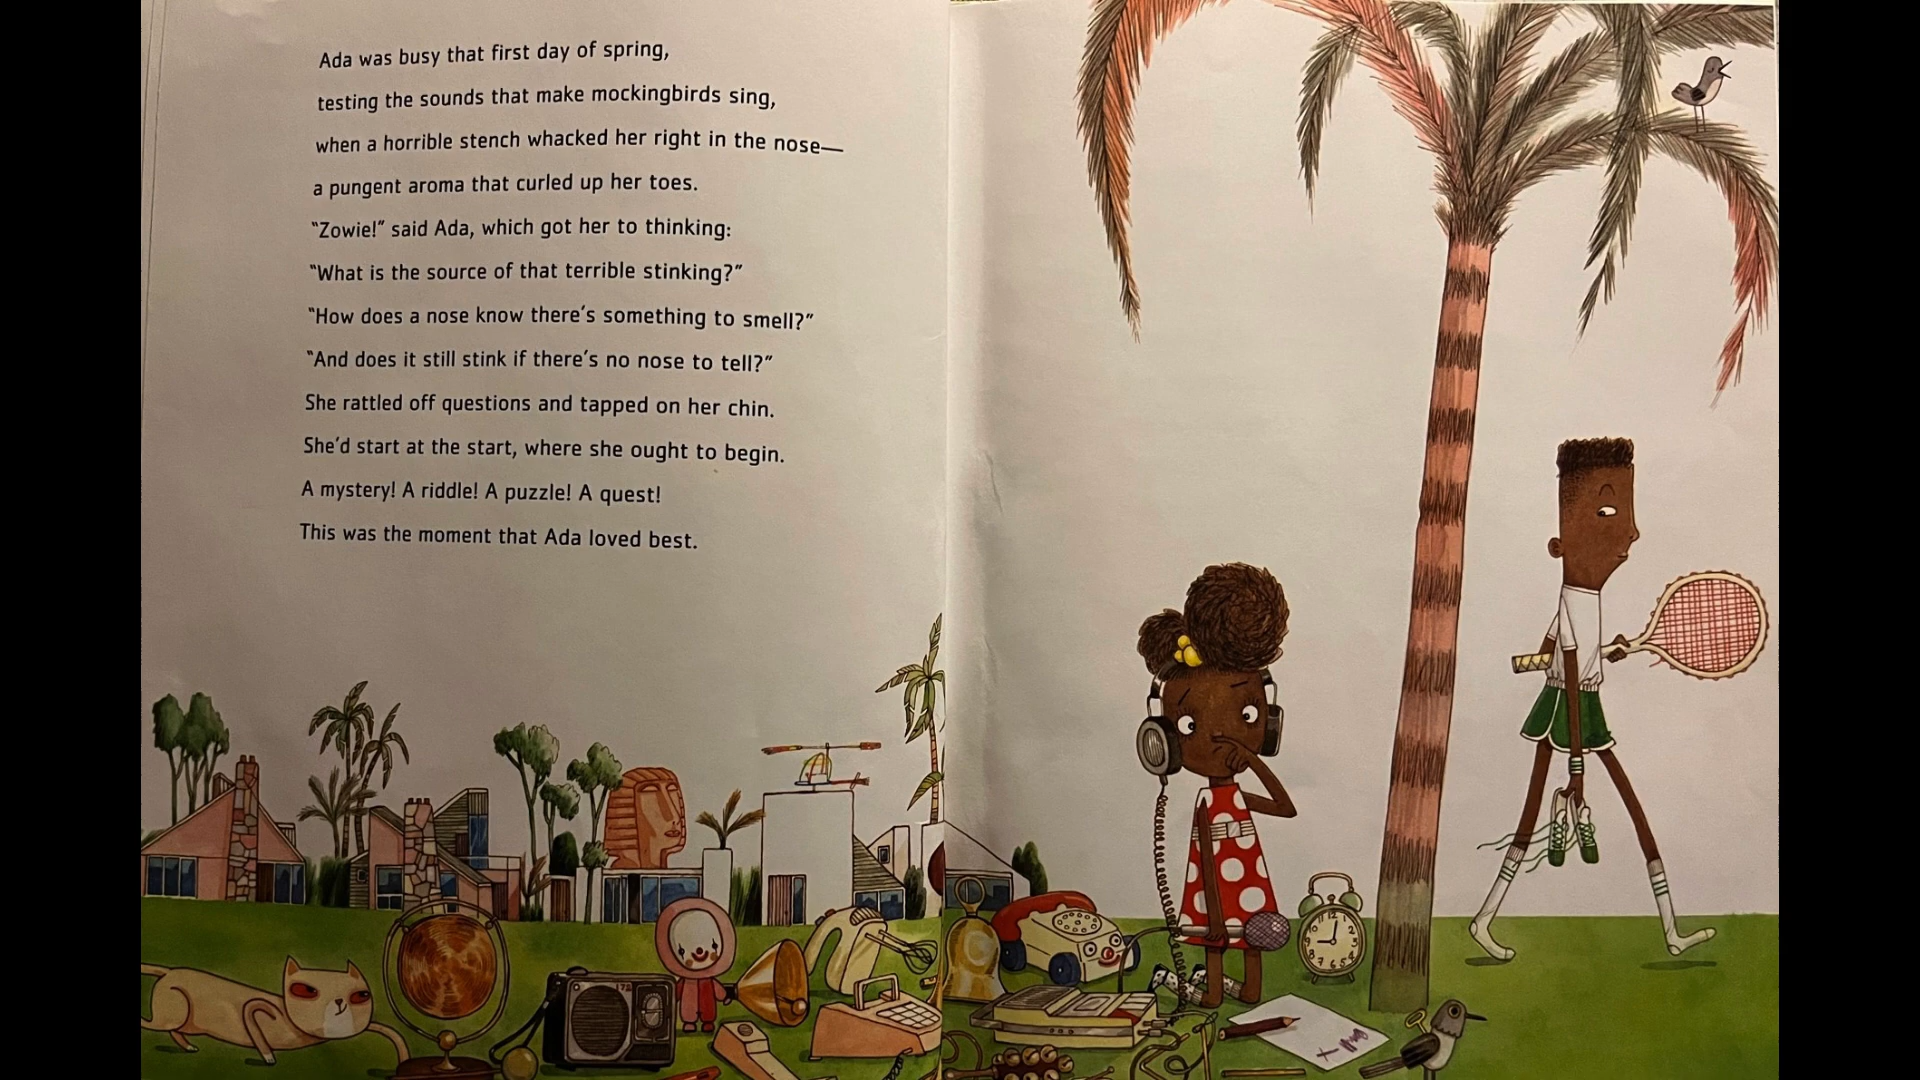 Ada was busy that first day of spring,
testing the sounds that make mockingbirds sing,
when a horrible stench whacked her right in the nose—
a pungent aroma that curled up her toes.
“Zowie!” said Ada, which got her to thinking:
“What is the source of that terrible stinking?”
“How does a nose know there’s something to smell?”
“And does it still stink if there’s no nose to tell?”
She rattled off questions and tapped on her chin.
She’d start at the start, where she ought to begin.
A mystery! A riddle! A puzzle! A quest!
This was the moment that Ada loved best.